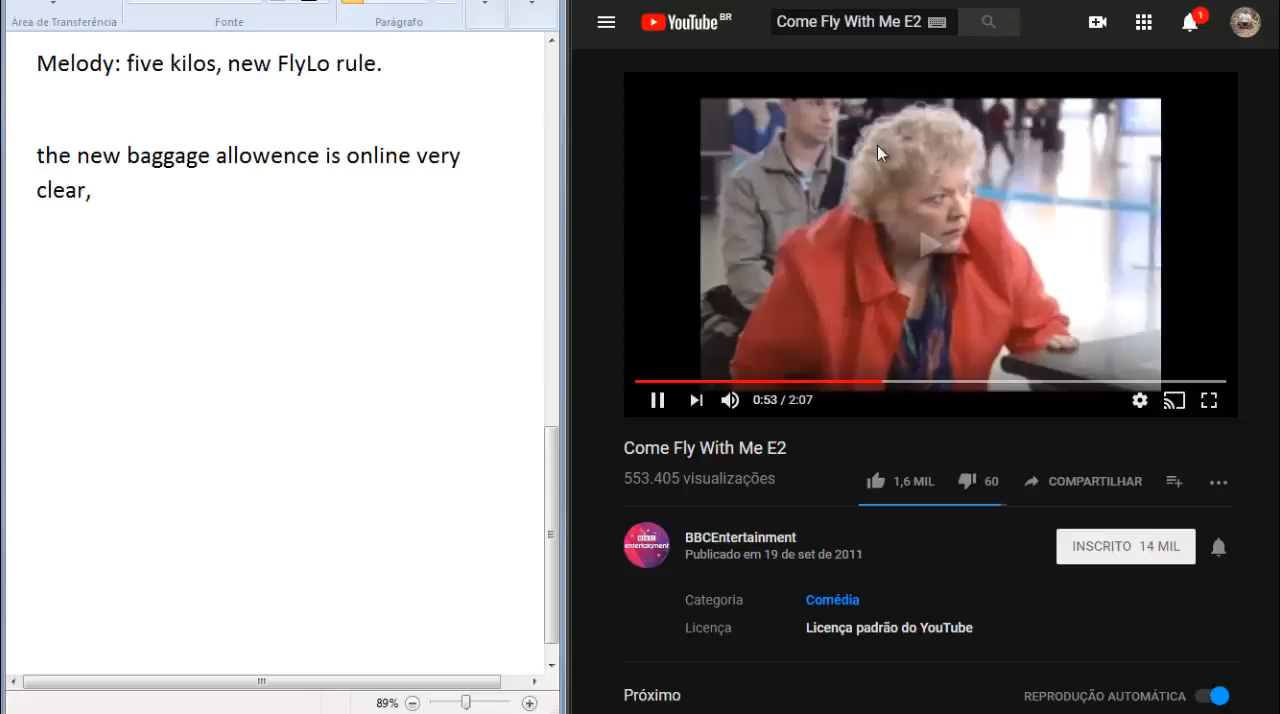 Área de Transferência
Fonte
Parágrafo
Melody: five kilos, new FlyLo rule.
the new baggage allowence is online very
clear,
89%
YouTube BR
Come Fly With Me E2
1
0:53 / 2:07
Come Fly With Me E2
553.405 visualizações
1,6 MIL
60
COMPARTILHAR
BBC
entertainment
BBCEntertainment
Publicado em 19 de set de 2011
INSCRITO 14 MIL
Categoria
Comédia
Licença
Licença padrão do YouTube
Próximo
REPRODUÇÃO AUTOMÁTICA